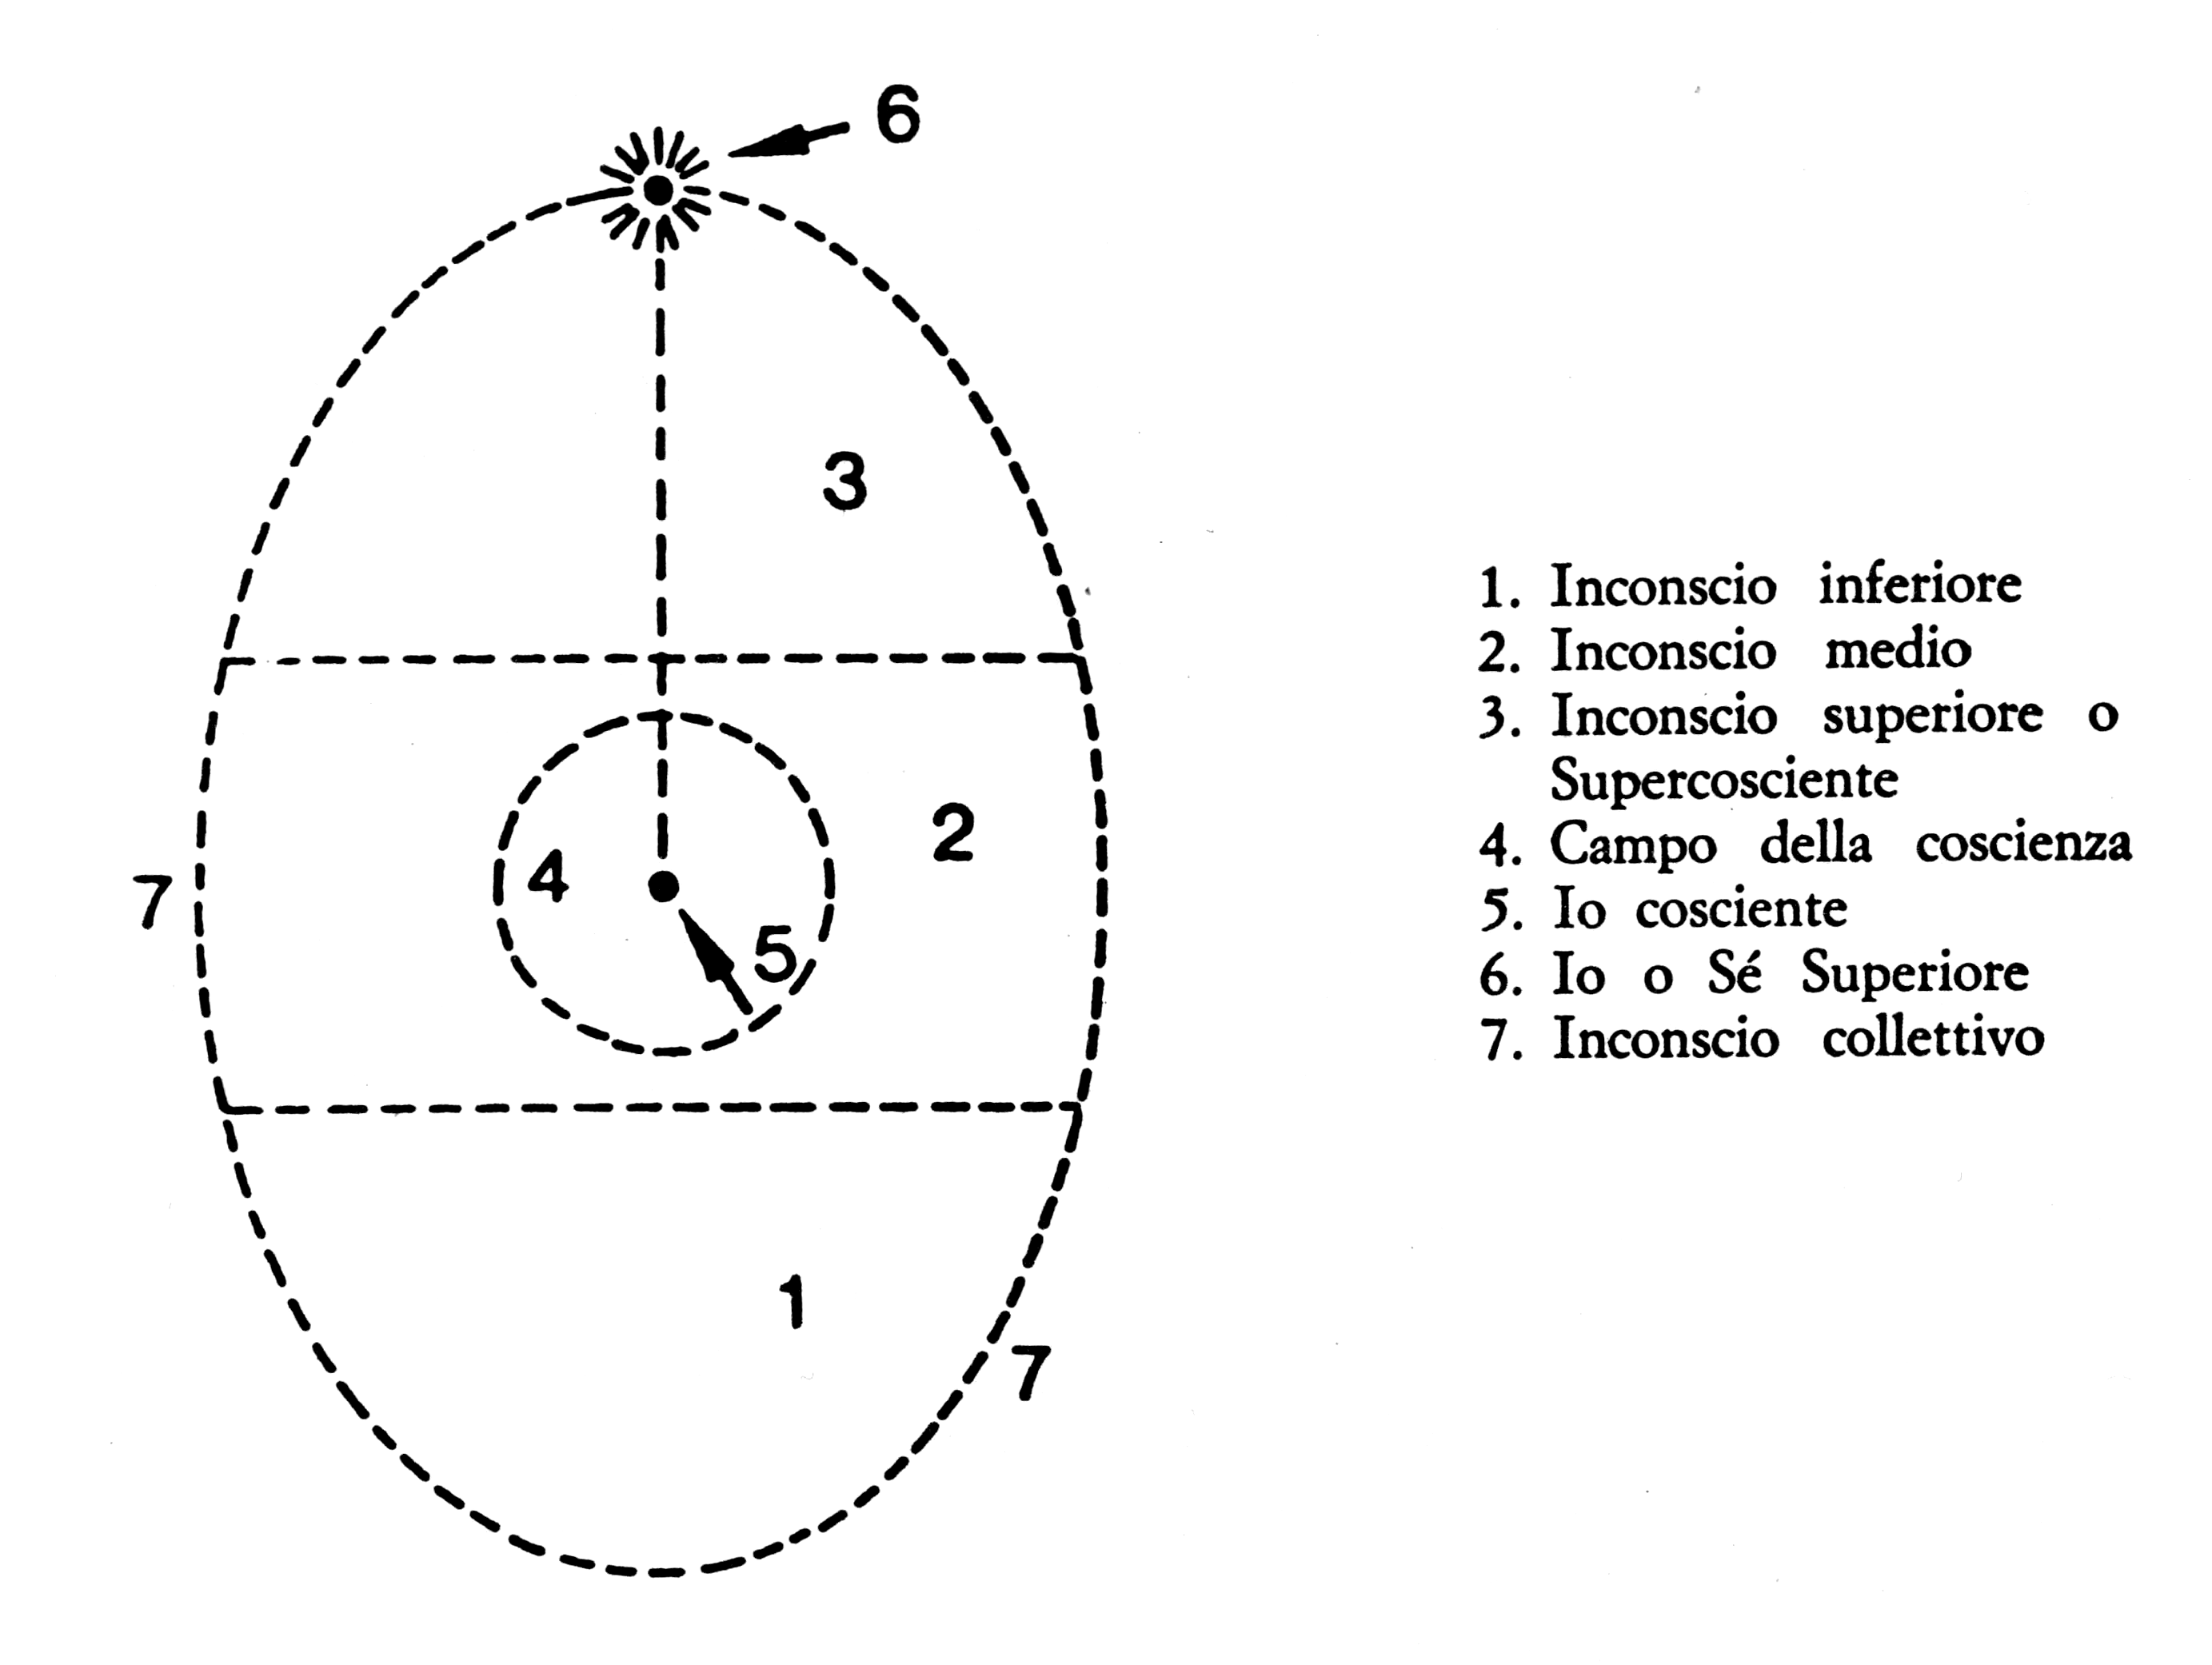 6
3
2
4
7
5
1
7
1. Inconscio inferiore
2. Inconscio medio
3. Inconscio superiore o
Supercosciente
4. Campo della coscienza
5. Io cosciente
6. Io o Sé Superiore
7. Inconscio collettivo